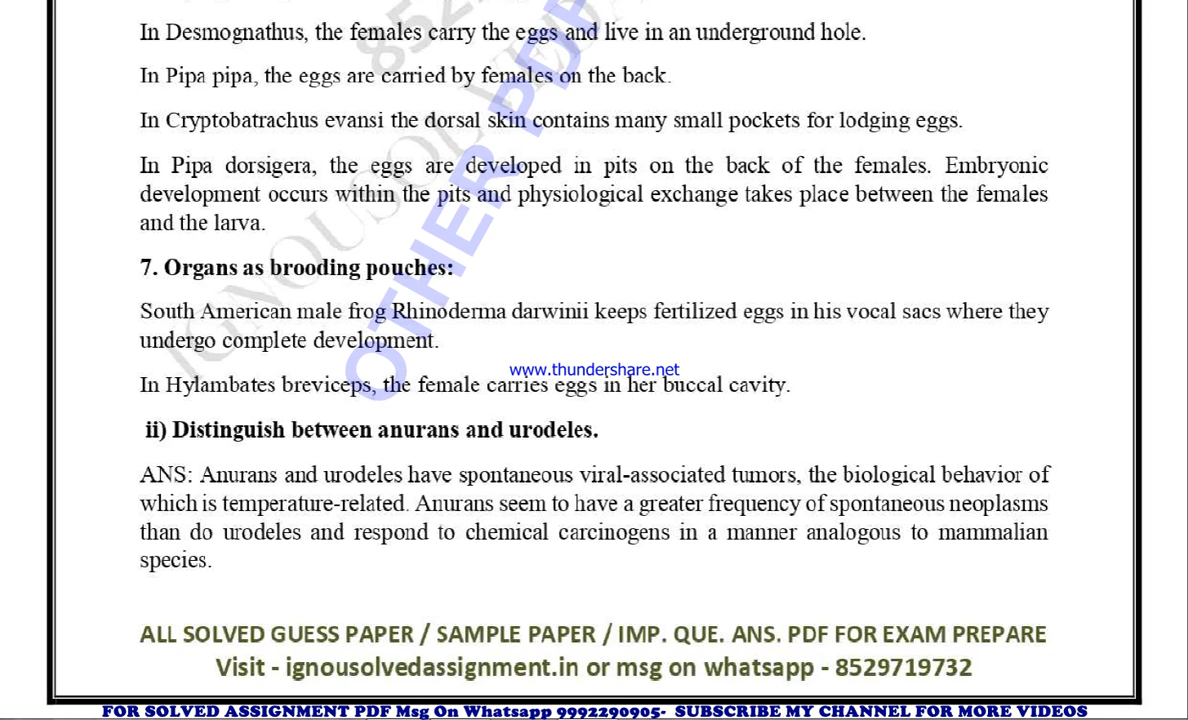 In Desmognathus, the females carry the eggs and live in an underground hole.
In Pipa pipa, the eggs are carried by females on the back.
In Cryptobatrachus evansi the dorsal skin contains many small pockets for lodging eggs.
In Pipa dorsigera, the eggs are developed in pits on the back of the females. Embryonic
development occurs within the pits and physiological exchange takes place between the females
and the larva.
7. Organs as brooding pouches:
South American male frog Rhinoderma darwinii keeps fertilized eggs in his vocal sacs where they
undergo complete development.
www.thundershare.net
In Hylambates breviceps, the female carries eggs in her buccal cavity.
ii) Distinguish between anurans and urodeles.
ANS: Anurans and urodeles have spontaneous viral-associated tumors, the biological behavior of
which is temperature-related. Anurans seem to have a greater frequency of spontaneous neoplasms
than do urodeles and respond to chemical carcinogens in a manner analogous to mammalian
species.
OTHER PDF
IGNOUSOL
ALL SOLVED GUESS PAPER / SAMPLE PAPER / IMP. QUE. ANS. PDF FOR EXAM PREPARE
Visit - ignousolvedassignment.in or msg on whatsapp - 8529719732
FOR SOLVED ASSIGNMENT PDF Msg On Whatsapp 9992290905- SUBSCRIBE MY CHANNEL FOR MORE VIDEOS